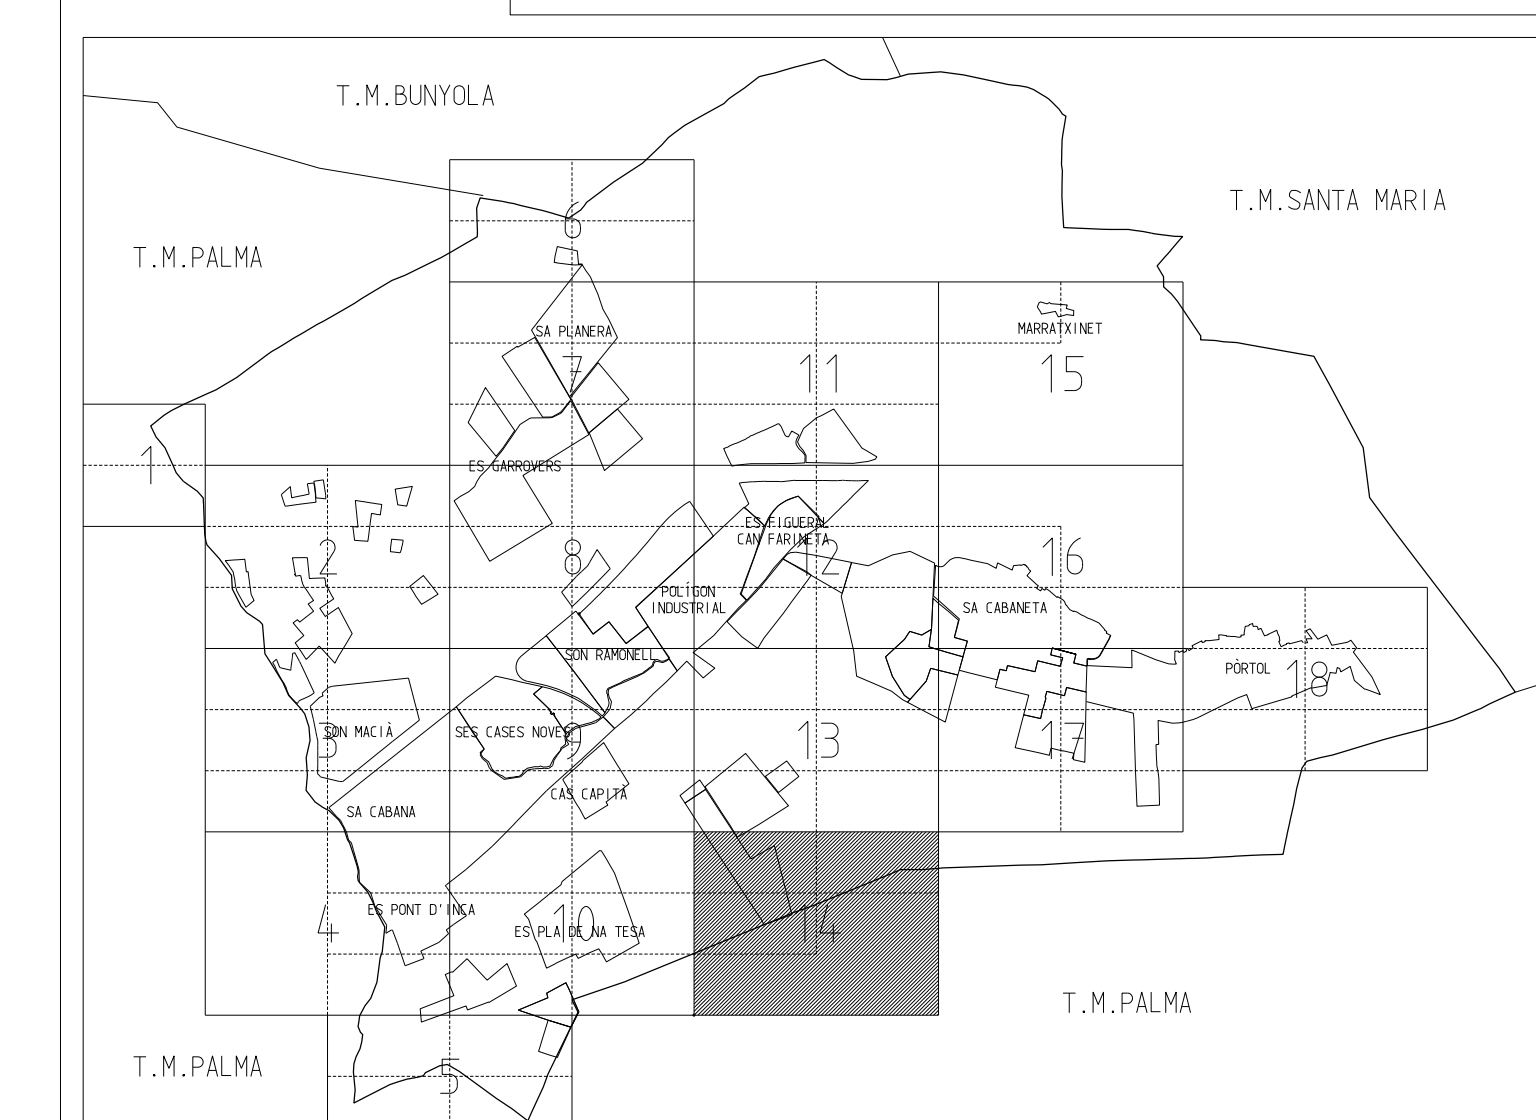 T.M.BUNYOLA
T.M.SANTA MARIA
6
T.M.PALMA
SA PLANERA
MARRATXINET
7
11
15
1
ES GARROVERS
ES FIGUERAL
CAN FARINETA
2
8
12
16
POLÍGON
INDUSTRIAL
SA CABANETA
SON RAMONELL
PÒRTOL
18
SON MACIÀ
3
SES CASES NOVES
9
13
17
CAS CAPITÀ
SA CABANA
ES PONT D'INCA
4
10
ES PLA DE NA TESA
14
T.M.PALMA
T.M.PALMA
5